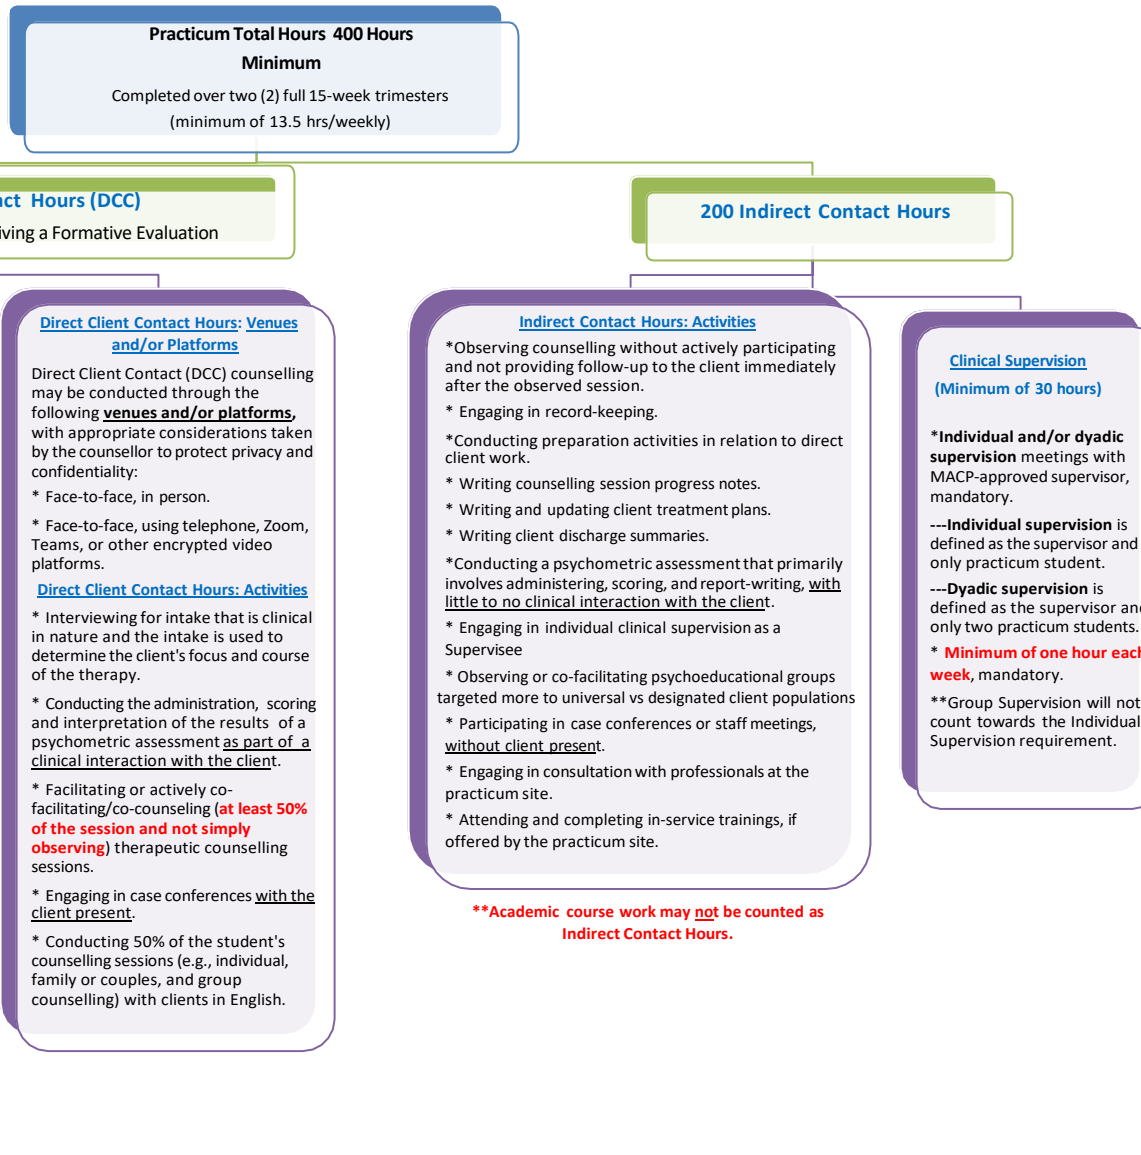 Practicum Total Hours 400 Hours
Minimum
Completed over two (2) full 15-week trimesters
(minimum of 13.5 hrs/weekly)
Hours (DCC)
a Formative Evaluation
200 Indirect Contact Hours
Direct Client Contact Hours: Venues
and/or Platforms
Direct Client Contact (DCC) counselling
may be conducted through the
following venues and/or platforms,
with appropriate considerations taken
by the counsellor to protect privacy and
confidentiality:
* Face-to-face, in person.
* Face-to-face, using telephone, Zoom,
Teams, or other encrypted video
platforms.
Direct Client Contact Hours: Activities
* Interviewing for intake that is clinical
in nature and the intake is used to
determine the client's focus and course
of the therapy.
* Conducting the administration, scoring
and interpretation of the results of a
psychometric assessment as part of a
clinical interaction with the client.
* Facilitating or actively co-
facilitating/co-counseling (at least 50%
of the session and not simply
observing) therapeutic counselling
sessions.
* Engaging in case conferences with the
client present.
* Conducting 50% of the student's
counselling sessions (e.g., individual,
family or couples, and group
counselling) with clients in English.
Indirect Contact Hours: Activities
*Observing counselling without actively participating
and not providing follow-up to the client immediately
after the observed session.
* Engaging in record-keeping.
*Conducting preparation activities in relation to direct
client work.
* Writing counselling session progress notes.
* Writing and updating client treatment plans.
* Writing client discharge summaries.
*Conducting a psychometric assessment that primarily
involves administering, scoring, and report-writing, with
little to no clinical interaction with the client.
* Engaging in individual clinical supervision as a
Supervisee
* Observing or co-facilitating psychoeducational groups
targeted more to universal vs designated client populations
* Participating in case conferences or staff meetings,
without client present.
* Engaging in consultation with professionals at the
practicum site.
* Attending and completing in-service trainings, if
offered by the practicum site.
**Academic course work may not be counted as
Indirect Contact Hours.
Clinical Supervision
(Minimum of 30 hours)
*Individual and/or dyadic
supervision meetings with
MACP-approved supervisor,
mandatory.
---Individual supervision is
defined as the supervisor and
only practicum student.
---Dyadic supervision is
defined as the supervisor and
only two practicum students.
* Minimum of one hour each
week, mandatory.
**Group Supervision will not
count towards the Individual
Supervision requirement.